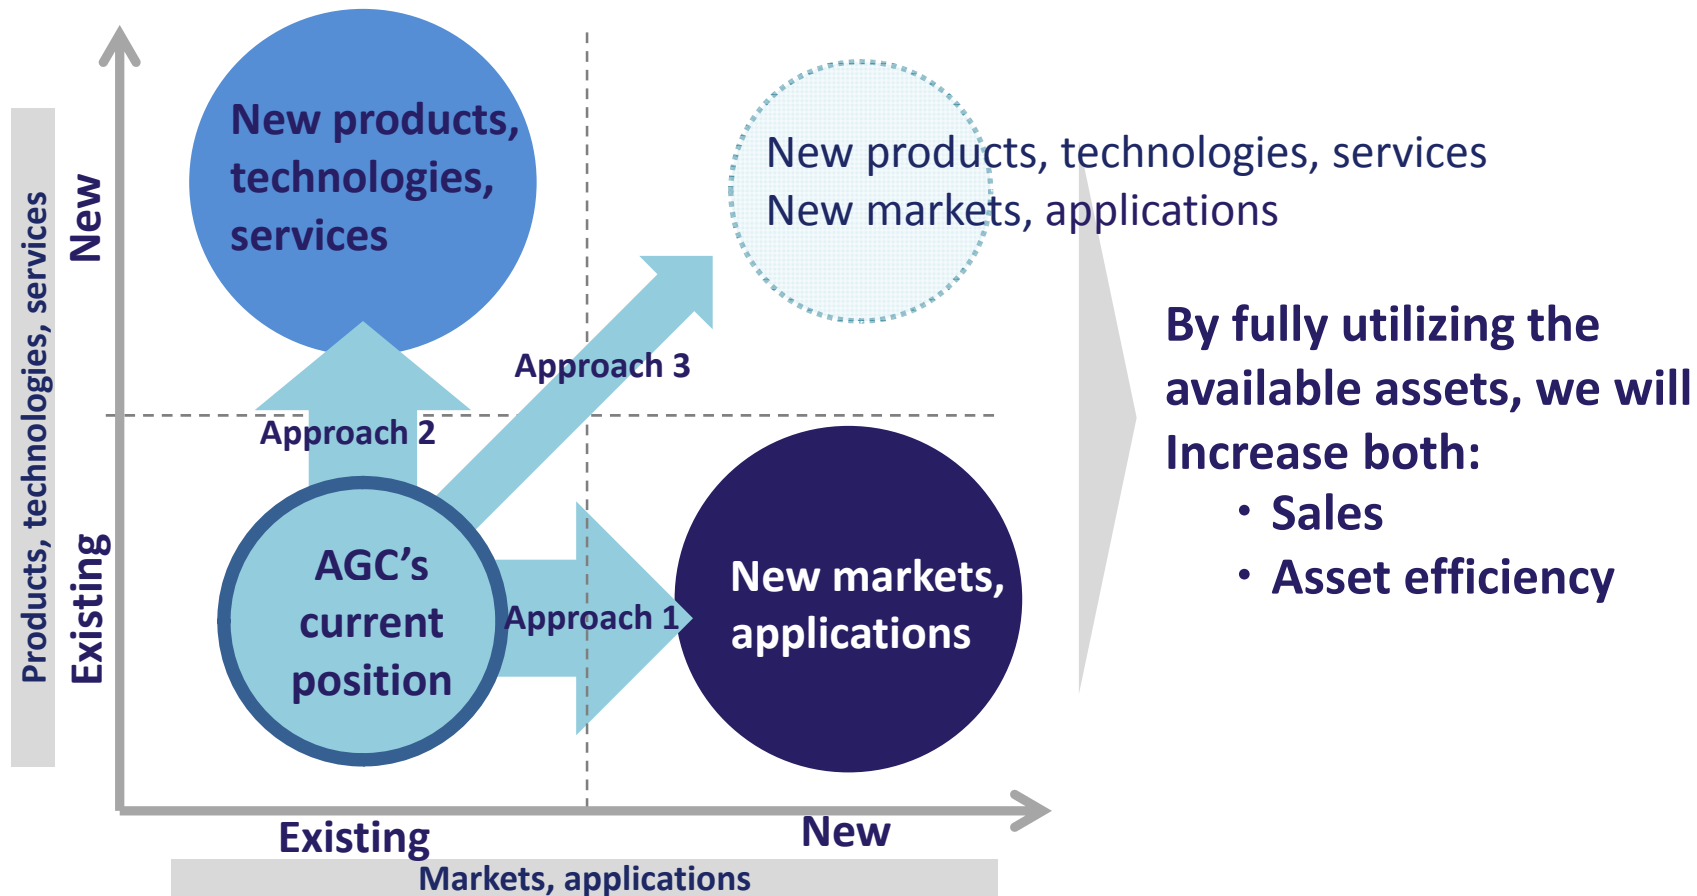 Products, technologies, services
New
Existing
New products,
technologies,
services
New products, technologies, services
New markets, applications
Approach 3
Approach 2
AGC’s
current
position
Approach 1
New markets,
applications
Existing
New
Markets, applications
By fully utilizing the
available assets, we will
Increase both:
・Sales
・Asset efficiency